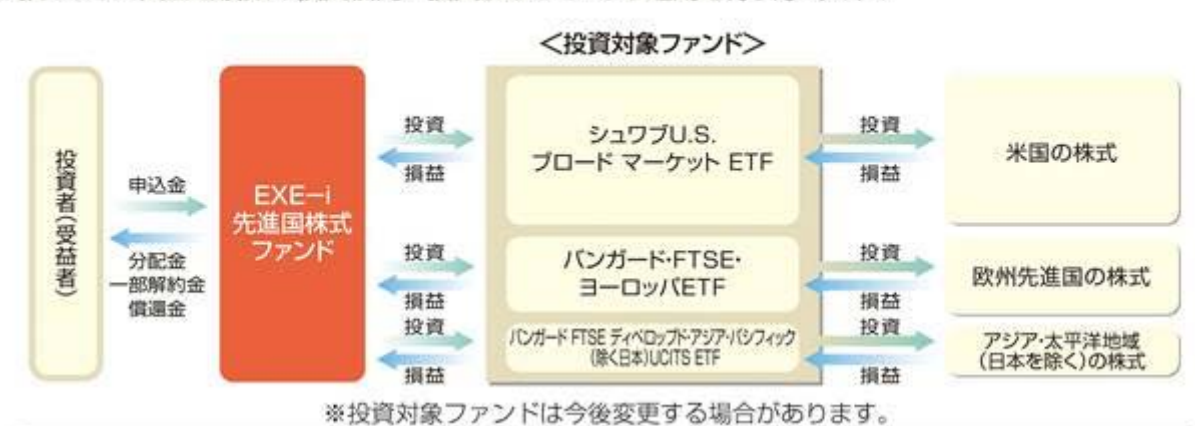 <投資対象ファンド>
投資者(受益者)
申込金
分配金
一部解約金
償還金
EXE-i
先進国株式
ファンド
投資
損益
投資
損益
投資
損益
シュワブU.S.
ブロード マーケット ETF
バンガード・FTSE・
ヨーロッパETF
バンガード FTSE ディベロップド・アジア・パシフィック
(除く日本)UCITS ETF
投資
損益
投資
損益
投資
損益
米国の株式
欧州先進国の株式
アジア・太平洋地域
(日本を除く)の株式
※投資対象ファンドは今後変更する場合があります。